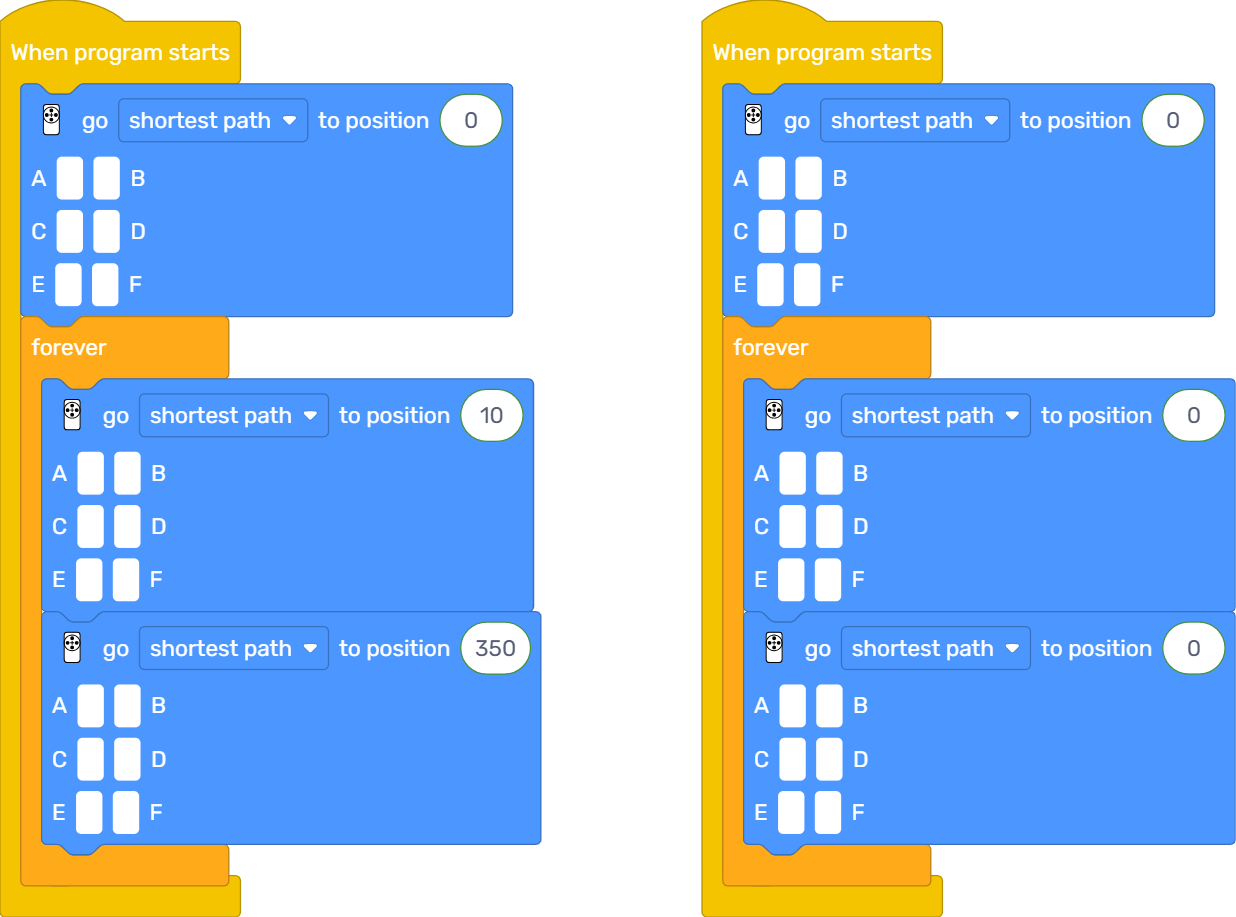 When program starts
go shortest path to position 0
A B
C D
E F
forever
go shortest path to position 10
A B
C D
E F
go shortest path to position 350
A B
C D
E F
When program starts
go shortest path to position 0
A B
C D
E F
forever
go shortest path to position 0
A B
C D
E F
go shortest path to position 0
A B
C D
E F